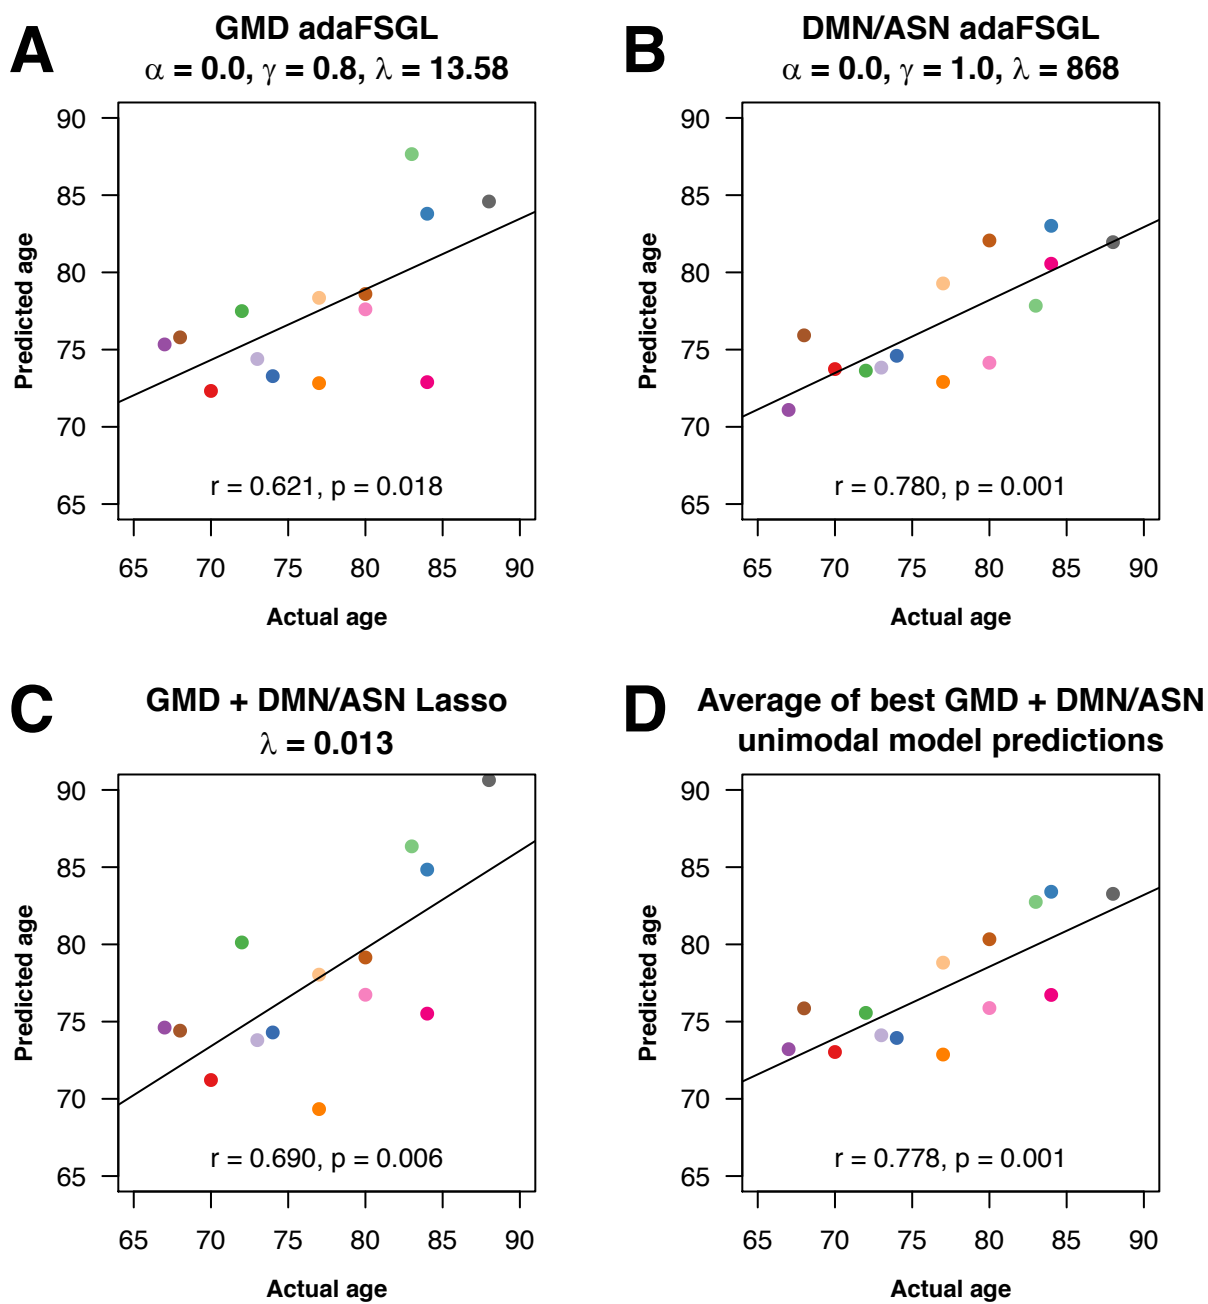 A
GMD adaFSGL
α = 0.0, γ = 0.8, λ = 13.58
90
85
80
75
70
65
Predicted age
r = 0.621, p = 0.018
65 70 75 80 85 90
Actual age
B
DMN/ASN adaFSGL
α = 0.0, γ = 1.0, λ = 868
90
85
80
75
70
65
Predicted age
r = 0.780, p = 0.001
65 70 75 80 85 90
Actual age
C
GMD + DMN/ASN Lasso
λ = 0.013
90
85
80
75
70
65
Predicted age
r = 0.690, p = 0.006
65 70 75 80 85 90
Actual age
D
Average of best GMD + DMN/ASN
unimodal model predictions
90
85
80
75
70
65
Predicted age
r = 0.778, p = 0.001
65 70 75 80 85 90
Actual age